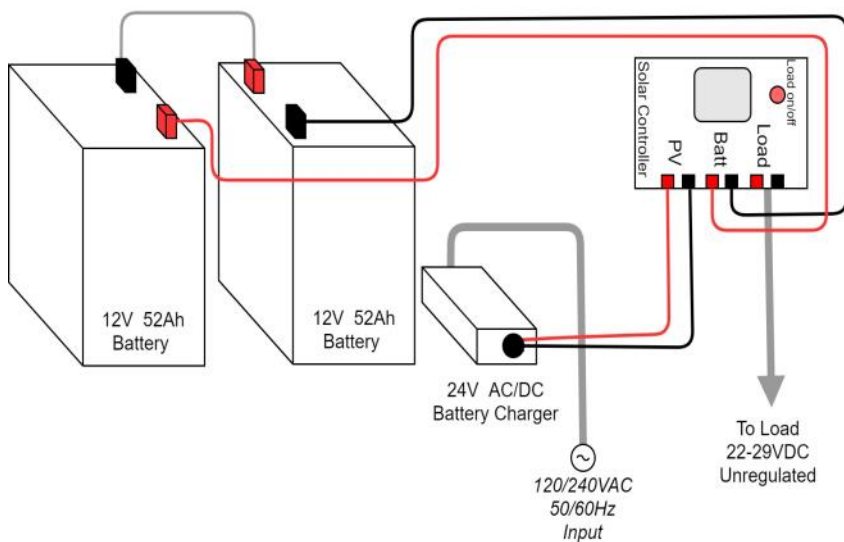 12V 52Ah
Battery
12V 52Ah
Battery
24V AC/DC
Battery Charger
120/240VAC
50/60Hz
Input
Solar Controller
PV
Batt
Load
Load on/off
To Load
22-29VDC
Unregulated